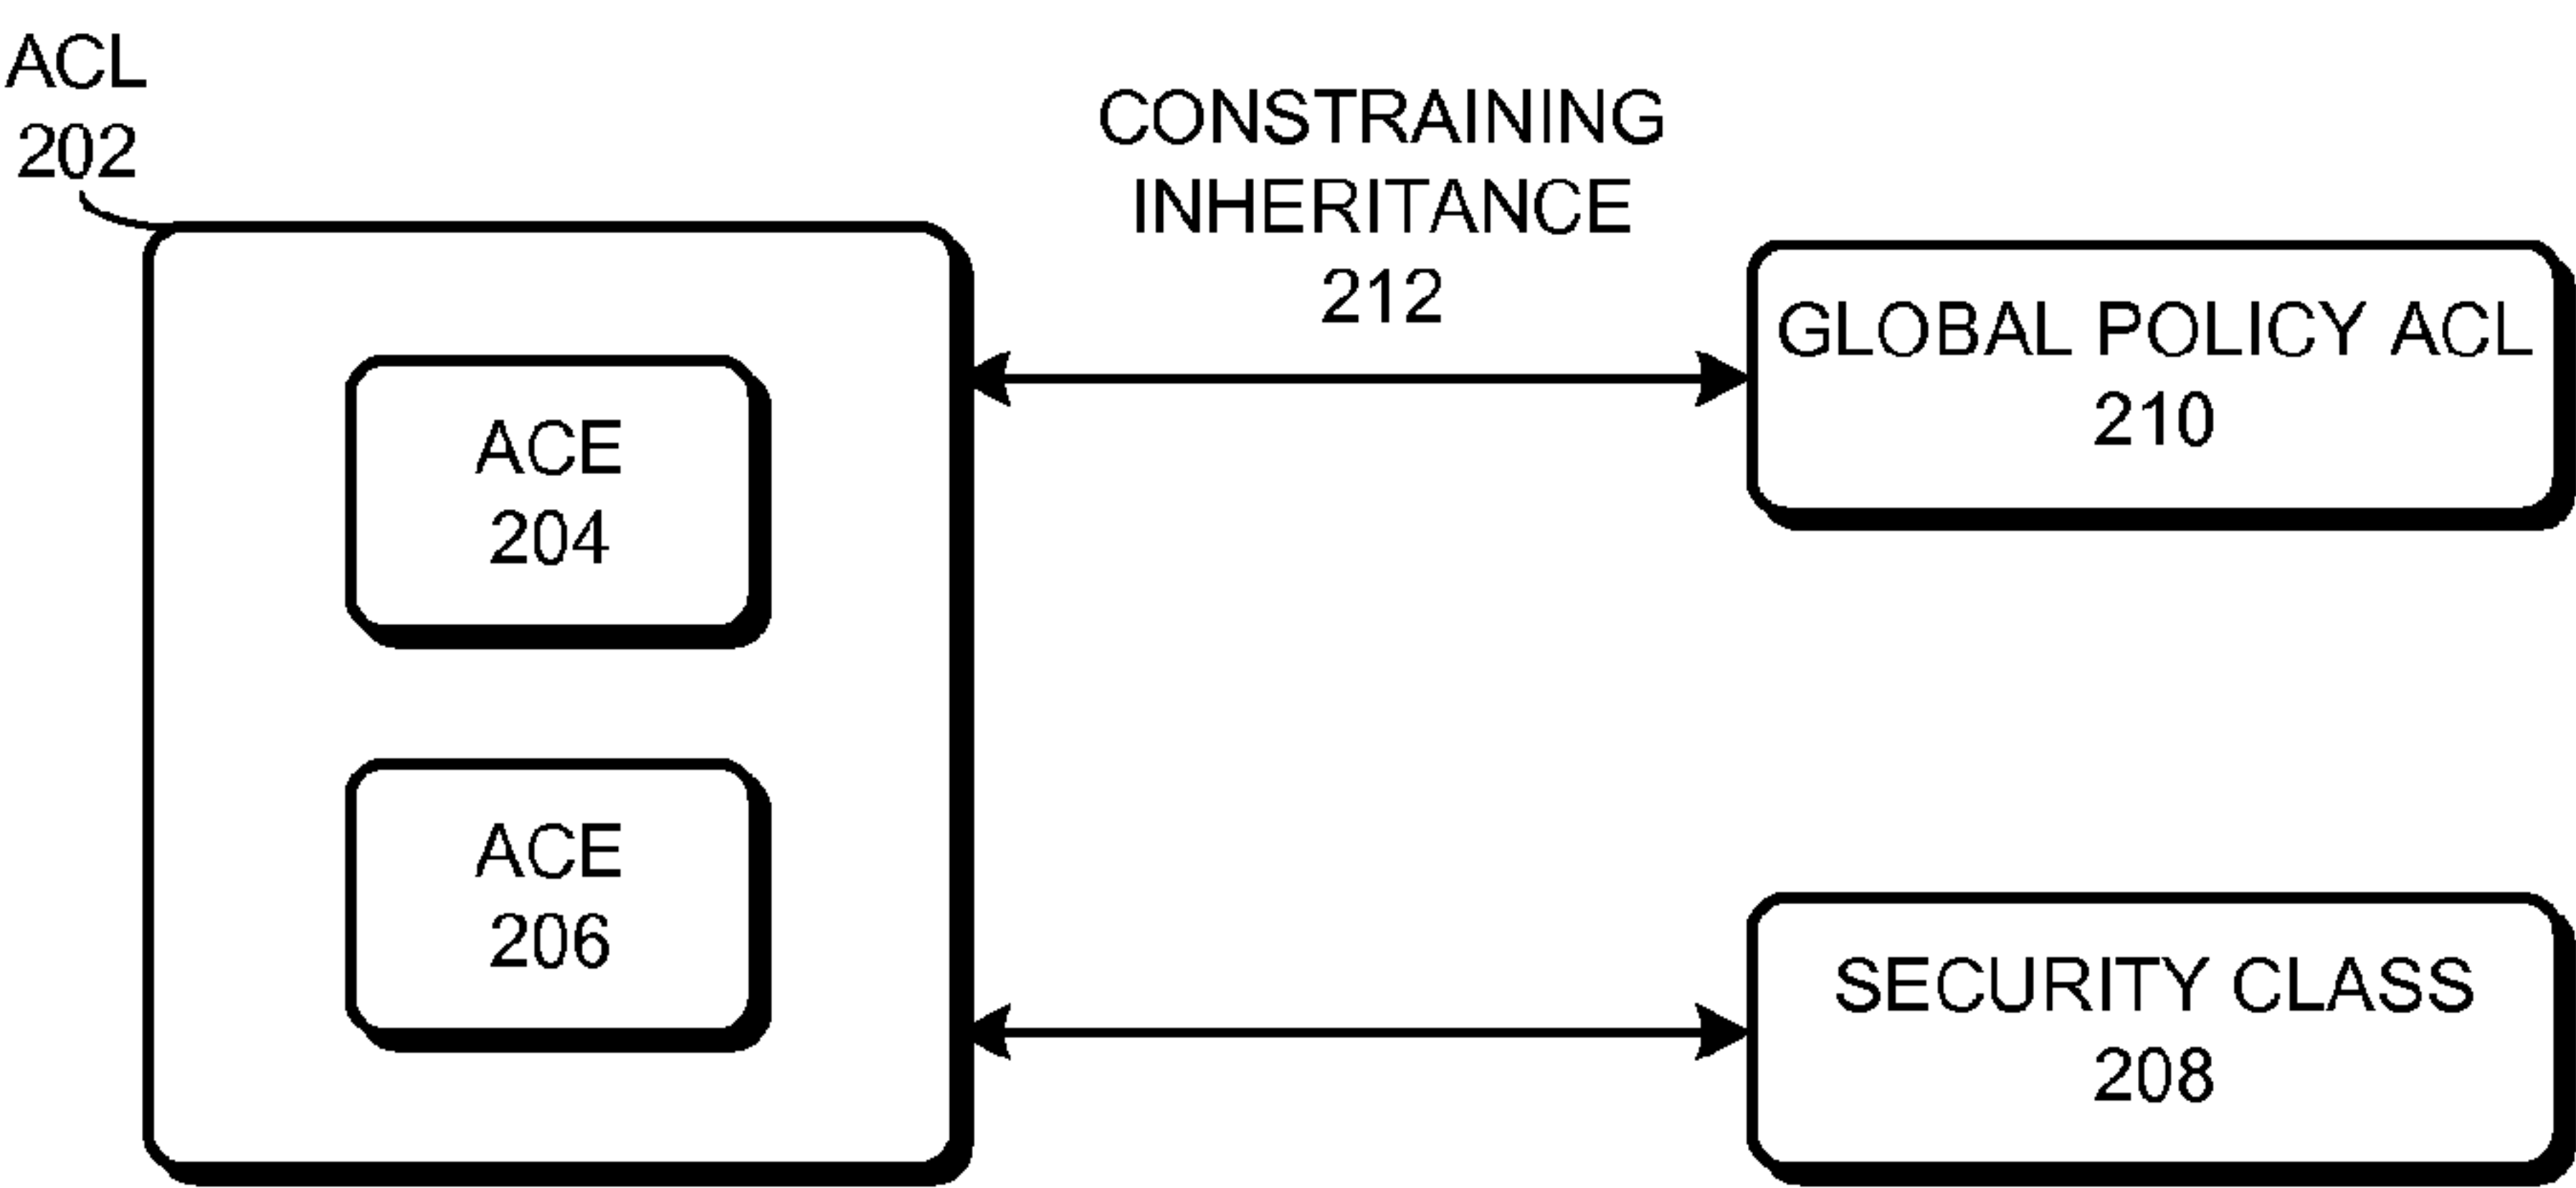 ACL
202
CONSTRAINING
INHERITANCE
212
GLOBAL POLICY ACL
210
ACE
204
ACE
206
SECURITY CLASS
208